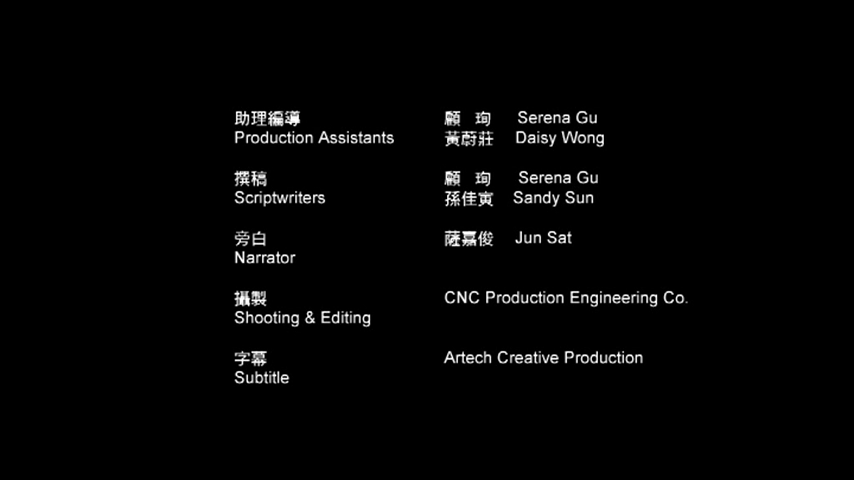 助理編導 顧 珣 Serena Gu
Production Assistants 黃蔚莊 Daisy Wong
撰稿 顧 珣 Serena Gu
Scriptwriters 孫佳寅 Sandy Sun
旁白 薩嘉俊 Jun Sat
Narrator
攝製 CNC Production Engineering Co.
Shooting & Editing
字幕 Artech Creative Production
Subtitle